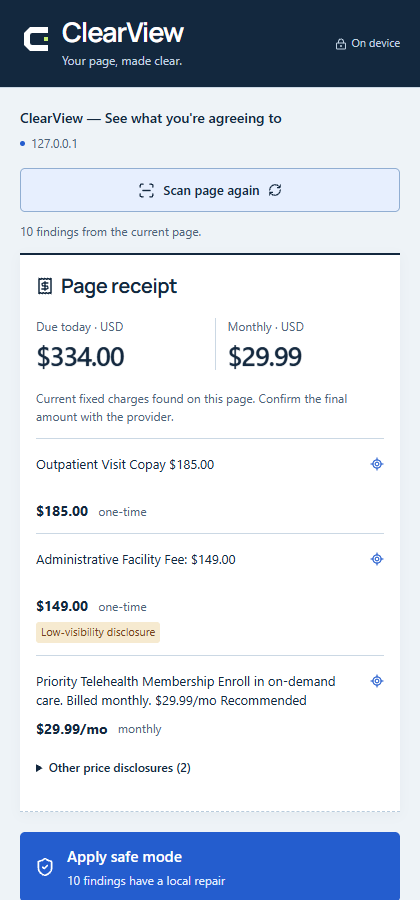 ClearView
Your page, made clear.
On device
ClearView — See what you're agreeing to
127.0.0.1
Scan page again
10 findings from the current page.
Page receipt
Due today · USD
$334.00
Monthly · USD
$29.99
Current fixed charges found on this page. Confirm the final
amount with the provider.
Outpatient Visit Copay $185.00
$185.00 one-time
Administrative Facility Fee: $149.00
$149.00 one-time
Low-visibility disclosure
Priority Telehealth Membership Enroll in on-demand
care. Billed monthly. $29.99/mo Recommended
$29.99/mo monthly
Other price disclosures (2)
Apply safe mode
10 findings have a local repair